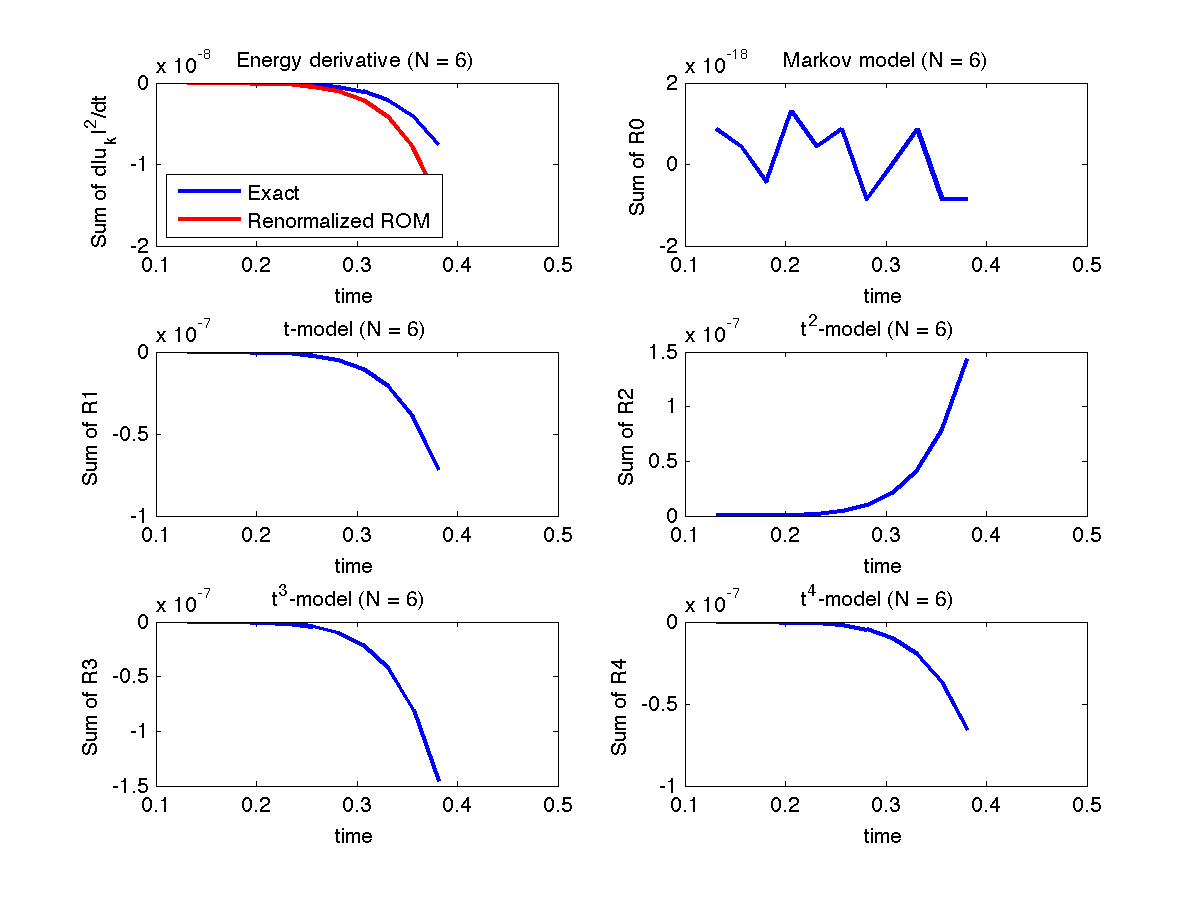 x 10^-8
Energy derivative (N = 6)
0
-1
-2
Sum of d|u_k|^2/dt
Exact
Renormalized ROM
0.1 0.2 0.3 0.4 0.5
time
x 10^-18
Markov model (N = 6)
2
0
-2
Sum of R0
0.1 0.2 0.3 0.4 0.5
time
x 10^-7
t-model (N = 6)
0
-0.5
-1
Sum of R1
0.1 0.2 0.3 0.4 0.5
time
x 10^-7
t^2-model (N = 6)
1.5
1
0.5
0
Sum of R2
0.1 0.2 0.3 0.4 0.5
time
x 10^-7
t^3-model (N = 6)
0
-0.5
-1
-1.5
Sum of R3
0.1 0.2 0.3 0.4 0.5
time
x 10^-7
t^4-model (N = 6)
0
-0.5
-1
Sum of R4
0.1 0.2 0.3 0.4 0.5
time